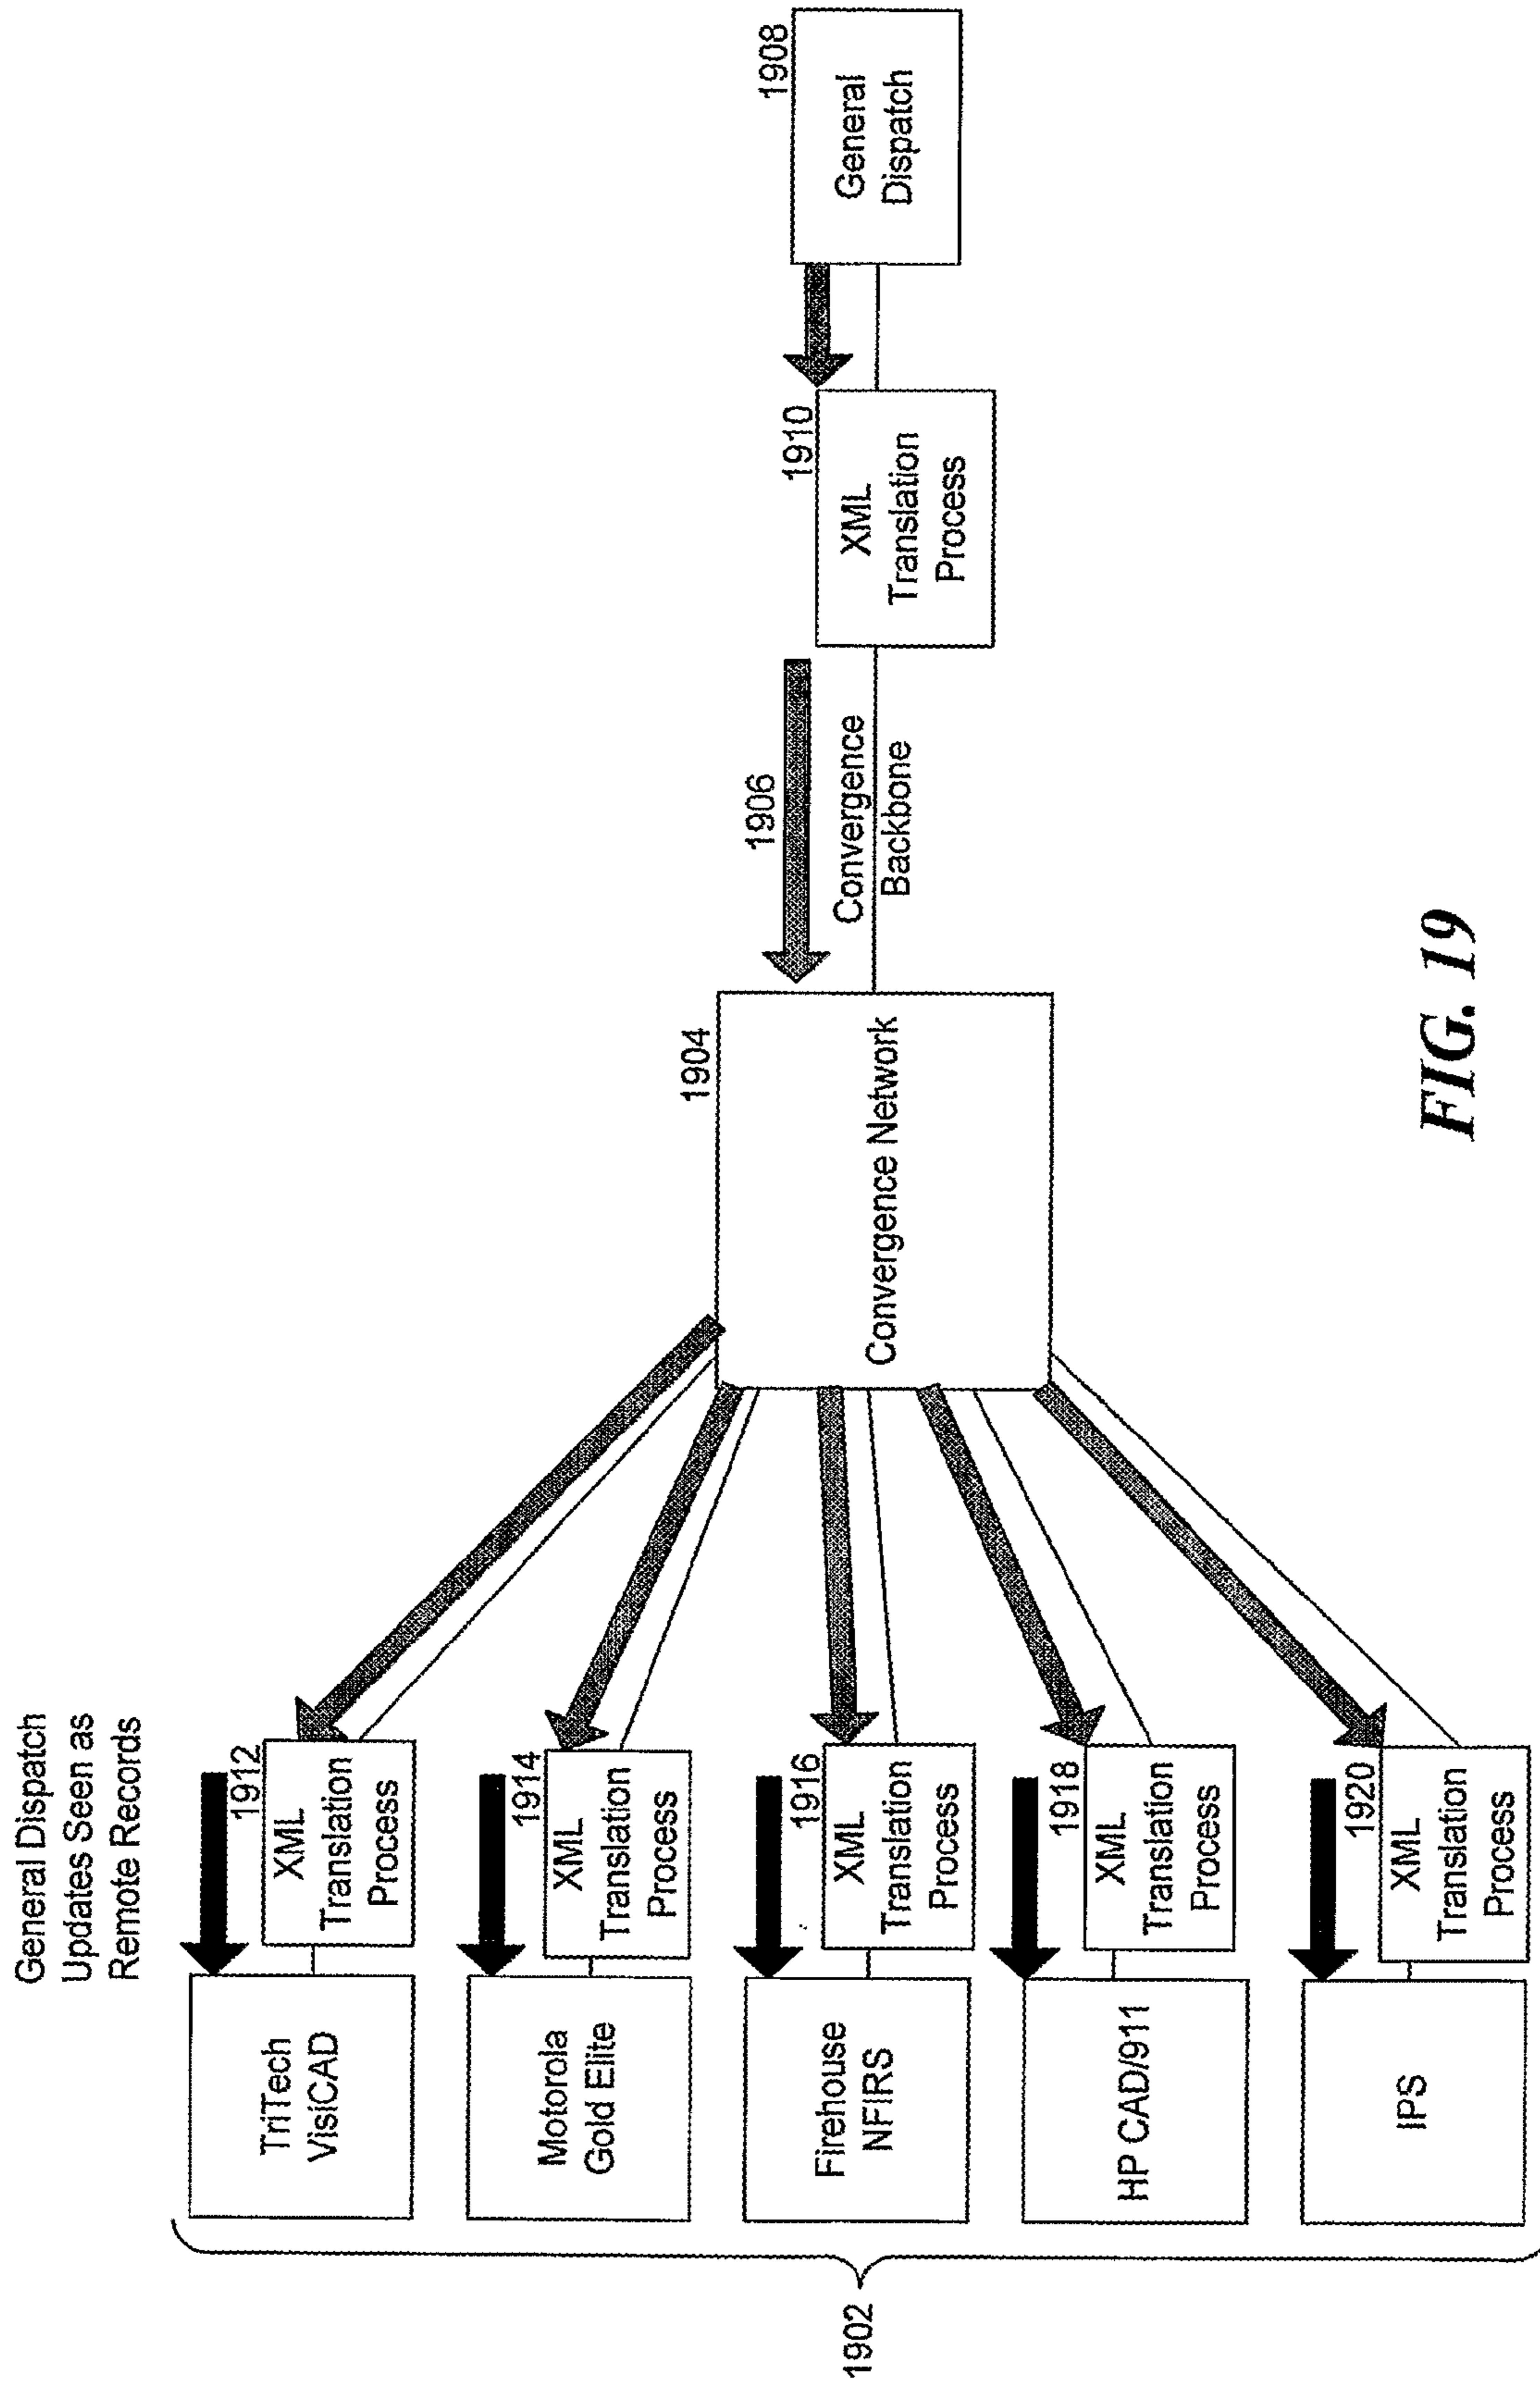 General Dispatch
Updates Seen as
Remote Records
TriTech
VisiCAD
1912
XML
Translation
Process
Motorola
Gold Elite
1914
XML
Translation
Process
Firehouse
NFIRS
1916
XML
Translation
Process
HP CAD/911
1918
XML
Translation
Process
IPS
1920
XML
Translation
Process
1902
1904
Convergence Network
1906
Convergence
Backbone
1910
XML
Translation
Process
1908
General
Dispatch
FIG. 19